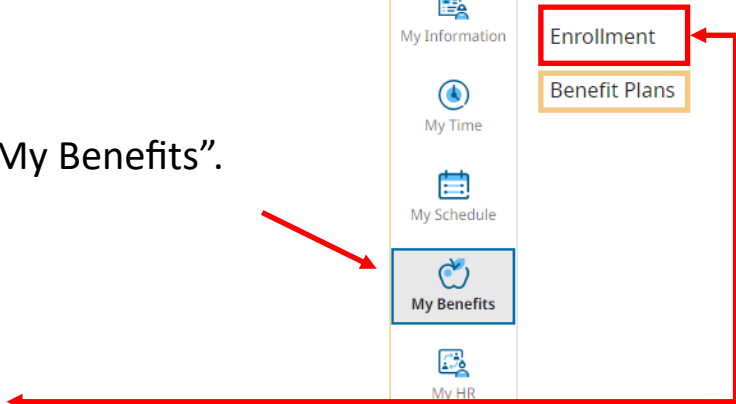 My Information
Enrollment
Benefit Plans
My Time
My Benefits”.
My Schedule
My Benefits
My HR